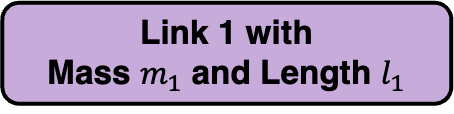 Link 1 with
Mass 𝑚₁ and Length 𝑙₁